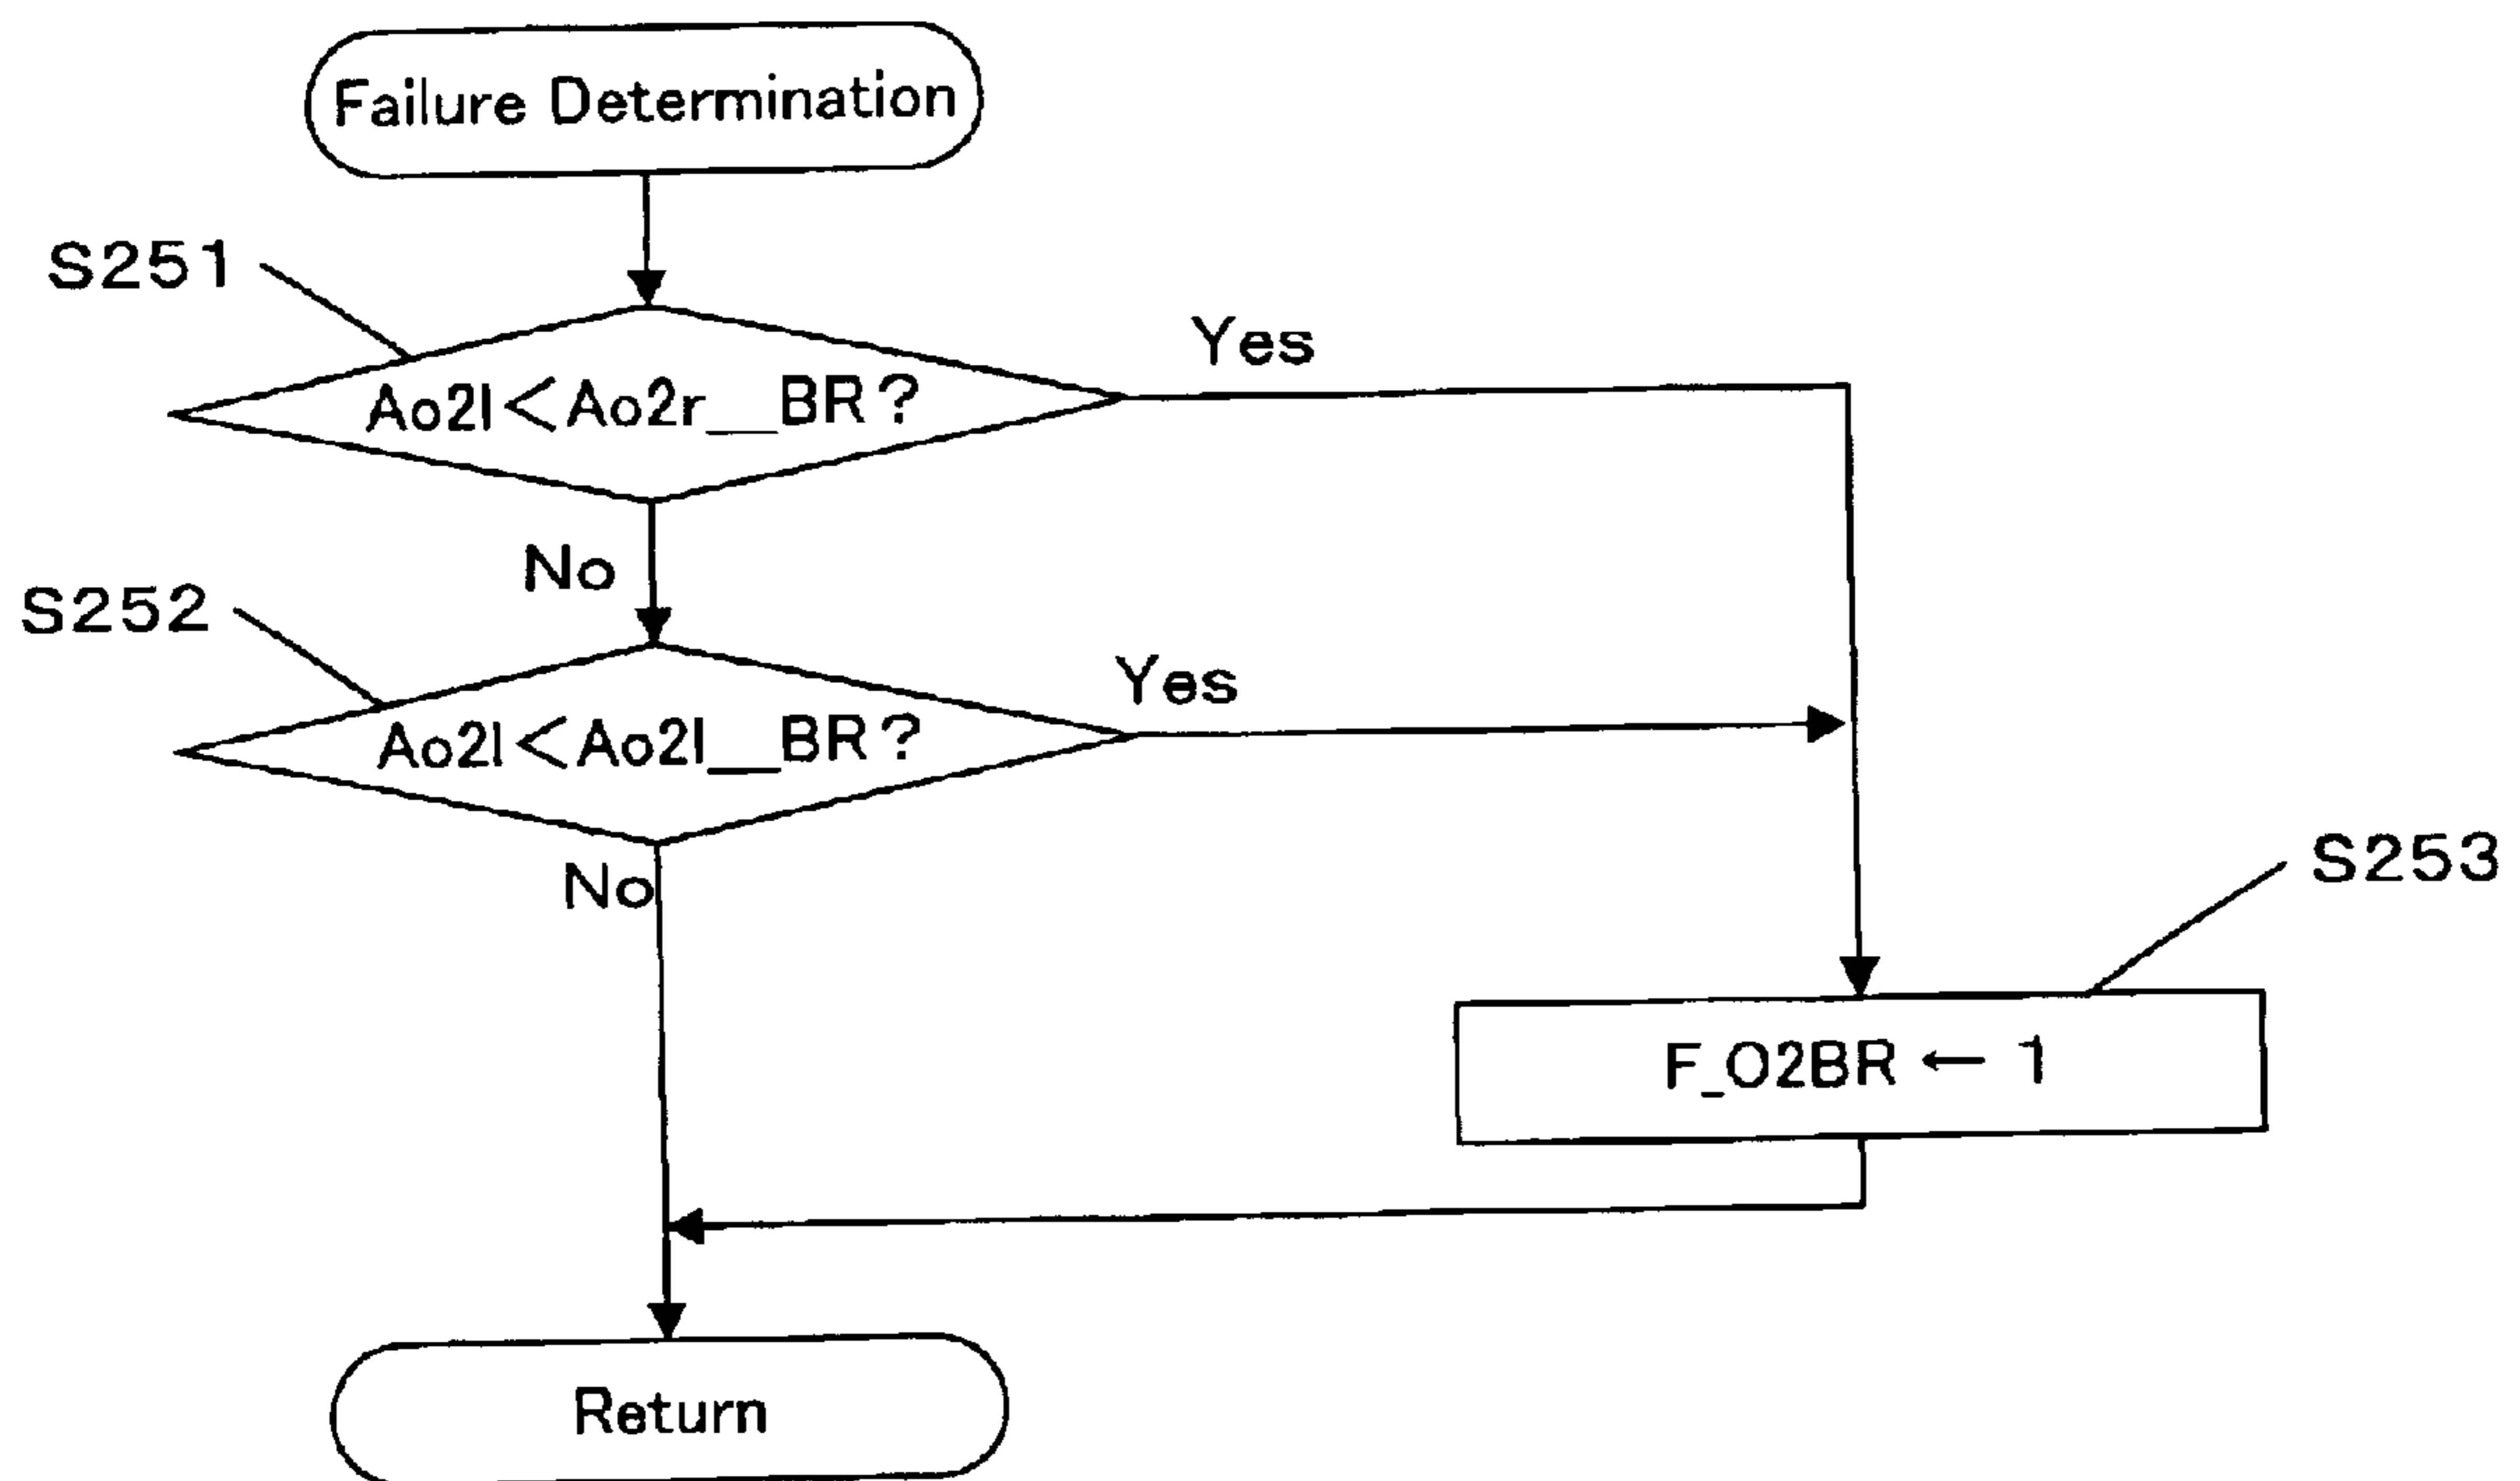 Failure Determination
S251
Yes
Ao2l<Ao2r__BR?
No
S252
Yes
Ao2l<Ao2l__BR?
No
S253
F_O2BR ← 1
Return